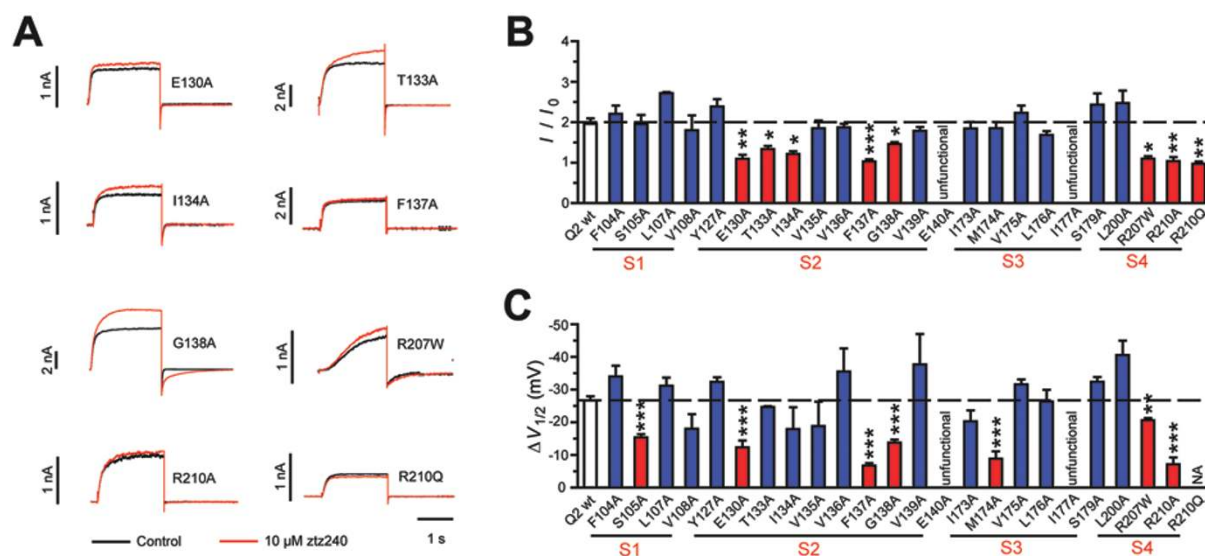 A
1 nA
E130A
2 nA
T133A
1 nA
I134A
2 nA
F137A
2 nA
G138A
1 nA
R207W
1 nA
R210A
1 nA
R210Q
Control
10 µM ztz240
1 s
B
I / I0
4
3
2
1
0
**
*
*
***
*
unfunctional
unfunctional
*
**
**
Q2 wt
F104A
S105A
L107A
V108A
Y127A
E130A
T133A
I134A
V135A
V136A
F137A
G138A
V139A
E140A
I173A
M174A
V175A
L176A
I177A
S179A
L200A
R207W
R210A
R210Q
S1
S2
S3
S4
C
Δ V1/2 (mV)
-50
-40
-30
-20
-10
0
***
***
***
***
unfunctional
***
unfunctional
**
***
NA
Q2 wt
F104A
S105A
L107A
V108A
Y127A
E130A
T133A
I134A
V135A
V136A
F137A
G138A
V139A
E140A
I173A
M174A
V175A
L176A
I177A
S179A
L200A
R207W
R210A
R210Q
S1
S2
S3
S4